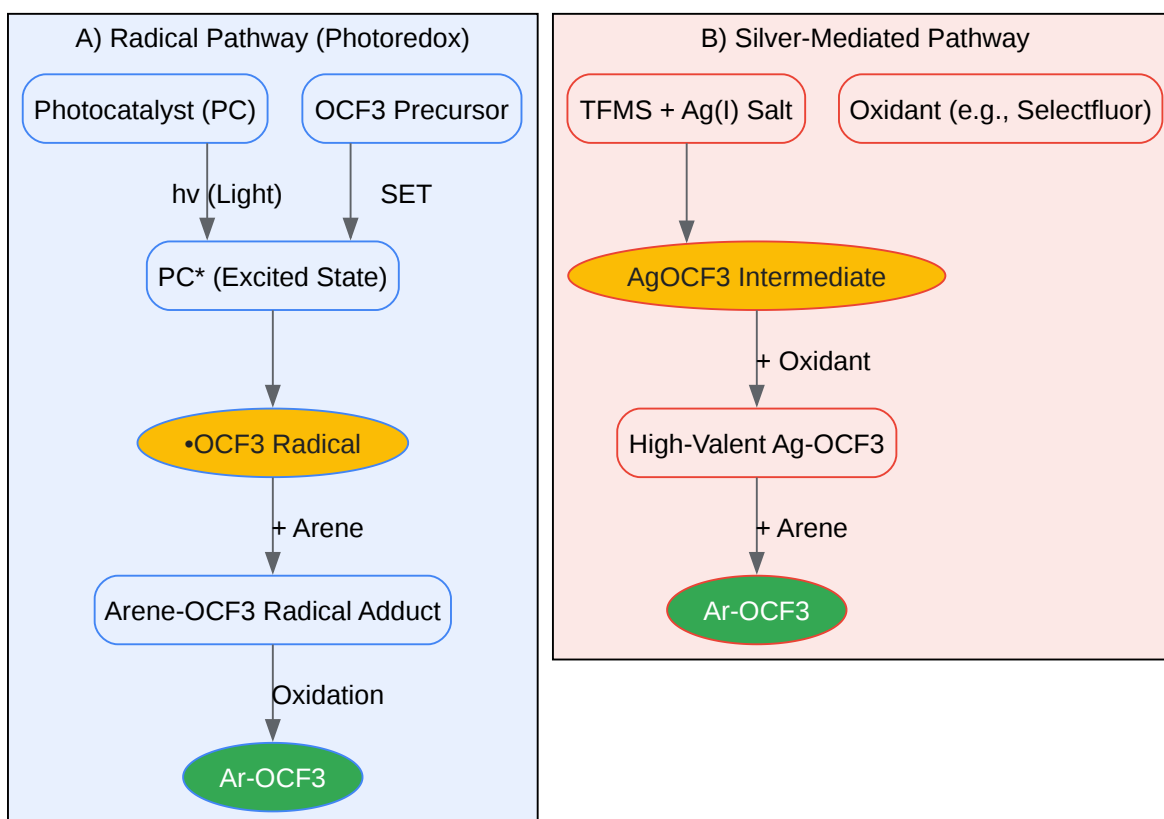 A) Radical Pathway (Photoredox)
Photocatalyst (PC)
OCF3 Precursor
hv (Light)
SET
PC* (Excited State)
•OCF3 Radical
+ Arene
Arene-OCF3 Radical Adduct
Oxidation
Ar-OCF3
B) Silver-Mediated Pathway
TFMS + Ag(I) Salt
Oxidant (e.g., Selectfluor)
AgOCF3 Intermediate
+ Oxidant
High-Valent Ag-OCF3
+ Arene
Ar-OCF3